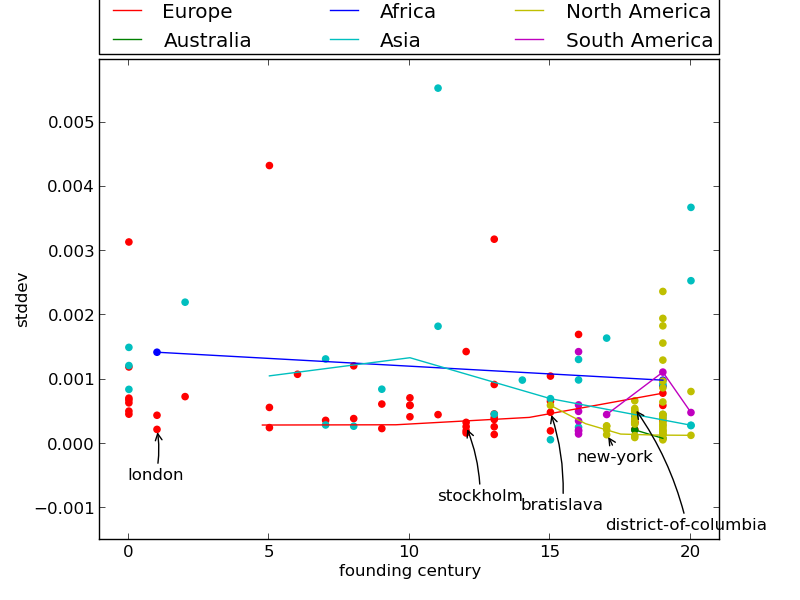 Europe Africa North America
Australia Asia South America
0.005
0.004
0.003
0.002
0.001
0.000
−0.001
stddev
london
stockholm
bratislava
new-york
district-of-columbia
0 5 10 15 20
founding century